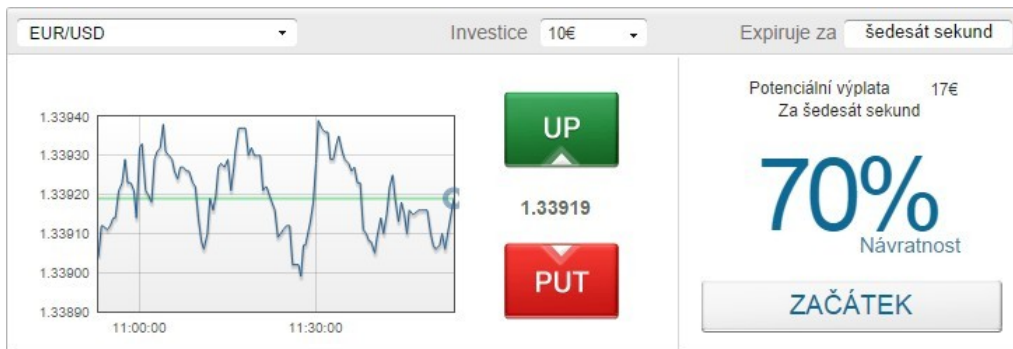 EUR/USD
Investice 10€
Expiruje za šedesát sekund
1.33940
1.33930
1.33920
1.33910
1.33900
1.33890
11:00:00
11:30:00
UP
1.33919
PUT
Potenciální výplata 17€
Za šedesát sekund
70%
Návratnost
ZAČÁTEK